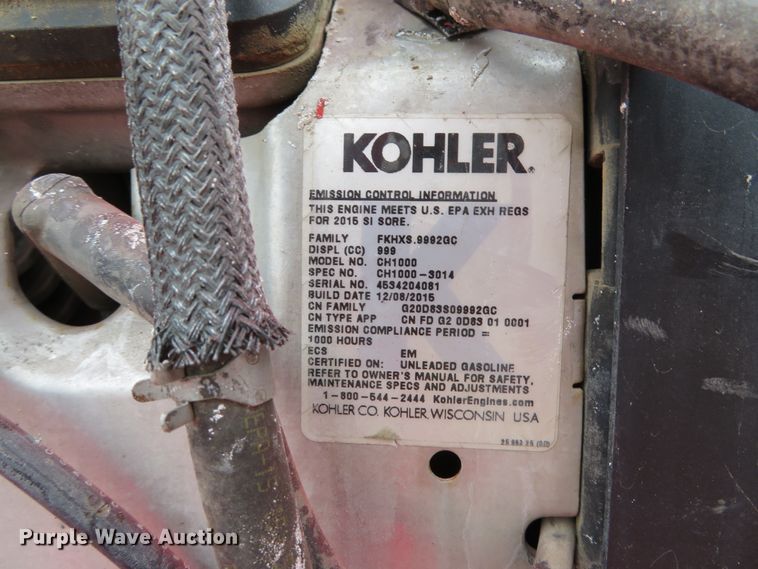 KOHLER.
EMISSION CONTROL INFORMATION
THIS ENGINE MEETS U.S. EPA EXH REGS
FOR 2015 SI SORE.
FAMILY FKHXS.9992GC
DISPL (CC) 999
MODEL NO. CH1000
SPEC NO. CH1000-3014
SERIAL NO. 4534204081
BUILD DATE 12/08/2015
CN FAMILY G20D83S09992GC
CN TYPE APP CN FD G2 0D83 01 0001
EMISSION COMPLIANCE PERIOD =
1000 HOURS
ECS EM
CERTIFIED ON: UNLEADED GASOLINE
REFER TO OWNER'S MANUAL FOR SAFETY,
MAINTENANCE SPECS AND ADJUSTMENTS
1-800-544-2444 KohlerEngines.com
KOHLER CO. KOHLER, WISCONSIN USA
Purple Wave Auction